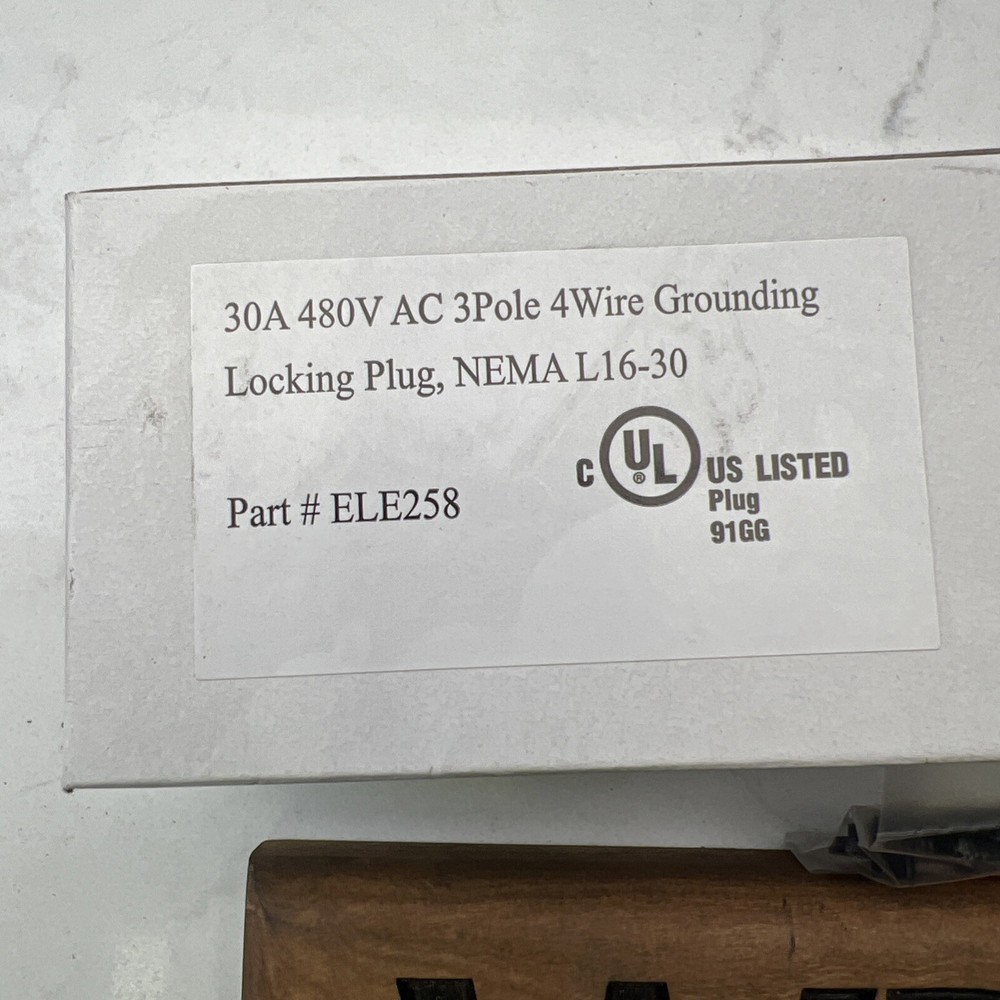 30A 480V AC 3Pole 4Wire Grounding
Locking Plug, NEMA L16-30
Part # ELE258
C UL ® US LISTED
Plug
91GG